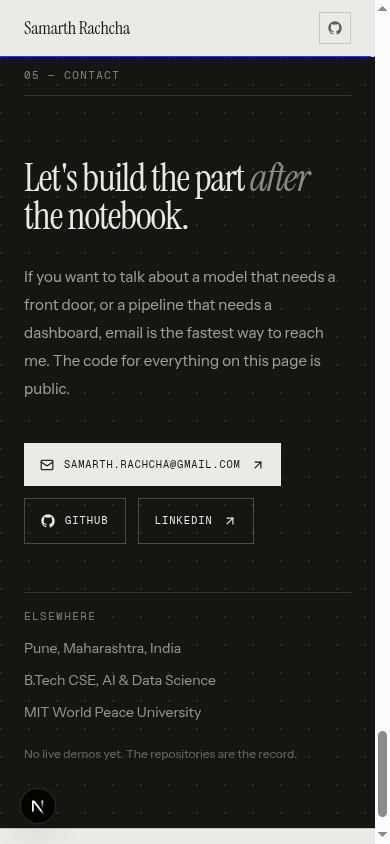 Samarth Rachcha
05 — CONTACT
Let's build the part after
the notebook.
If you want to talk about a model that needs a
front door, or a pipeline that needs a
dashboard, email is the fastest way to reach
me. The code for everything on this page is
public.
SAMARTH.RACHCHA@GMAIL.COM
GITHUB
LINKEDIN
ELSEWHERE
Pune, Maharashtra, India
B.Tech CSE, AI & Data Science
MIT World Peace University
No live demos yet. The repositories are the record.
N